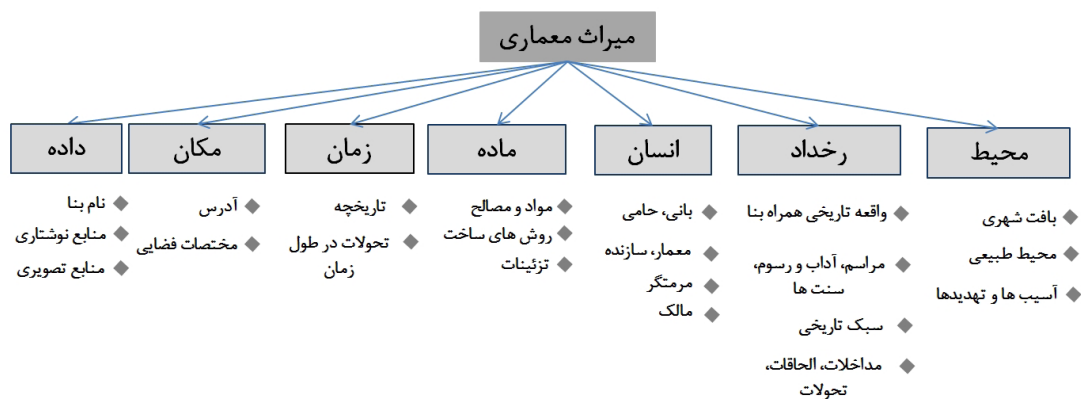 میراث معماری
محیط
بافت شهری
محیط طبیعی
آسیب ها و تهدیدها
رخداد
واقعه تاریخی همراه بنا
مراسم، آداب و رسوم،
سنت ها
سبک تاریخی
مداخلات، الحاقات،
تحولات
انسان
بانی، حامی
معمار، سازنده
مرمتگر
مالک
ماده
مواد و مصالح
روش های ساخت
تزئینات
زمان
تاریخچه
تحولات در طول
زمان
مکان
آدرس
مختصات فضایی
داده
نام بنا
منابع نوشتاری
منابع تصویری